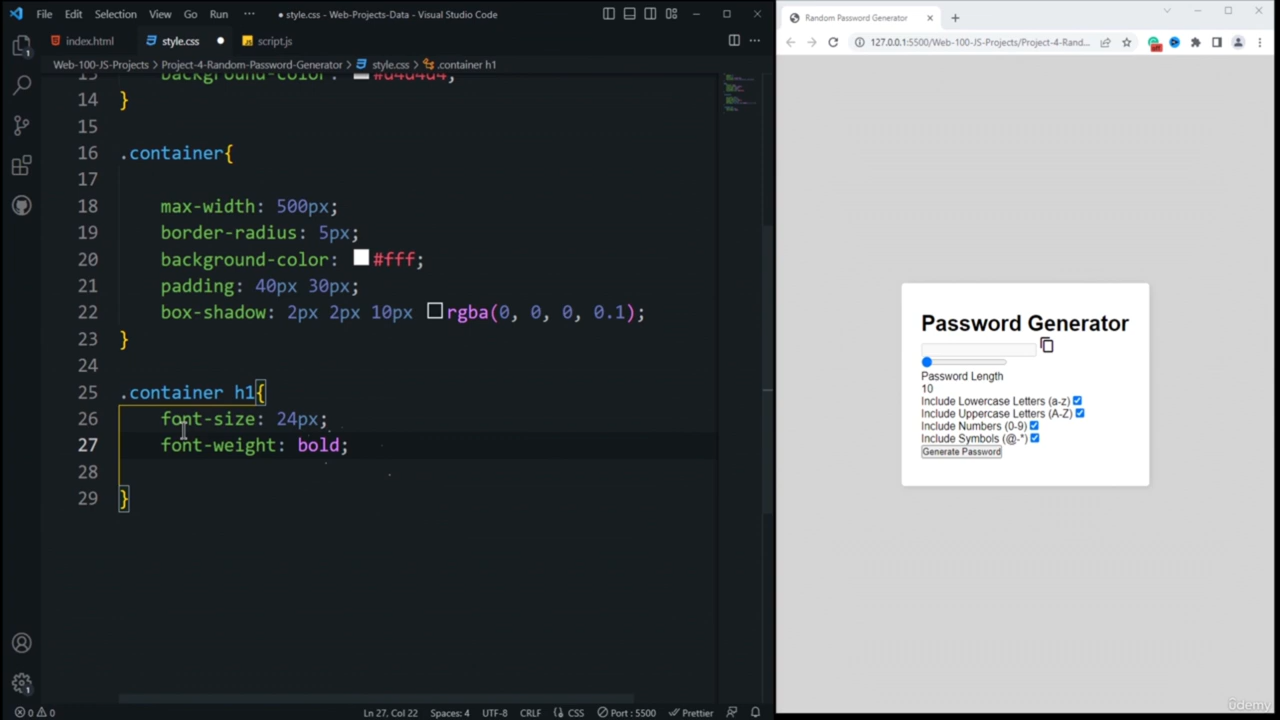 File Edit Selection View Go Run ··· ● style.css - Web-Projects-Data - Visual Studio Code
index.html style.css ● script.js
Web-100-JS-Projects > Project-4-Random-Password-Generator > style.css > .container h1
13 background-color: #d4d4d4;
14 }
15
16 .container{
17
18 max-width: 500px;
19 border-radius: 5px;
20 background-color: #fff;
21 padding: 40px 30px;
22 box-shadow: 2px 2px 10px rgba(0, 0, 0, 0.1);
23 }
24
25 .container h1{
26 font-size: 24px;
27 font-weight: bold;
28
29 }
1
1
0 0 Ln 27, Col 22 Spaces: 4 UTF-8 CRLF {} CSS Port : 5500 Prettier
Random Password Generator
127.0.0.1:5500/Web-100-JS-Projects/Project-4-Rand...
Password Generator
Password Length
10
Include Lowercase Letters (a-z)
Include Uppercase Letters (A-Z)
Include Numbers (0-9)
Include Symbols (@-*)
Generate Password
ûdemy